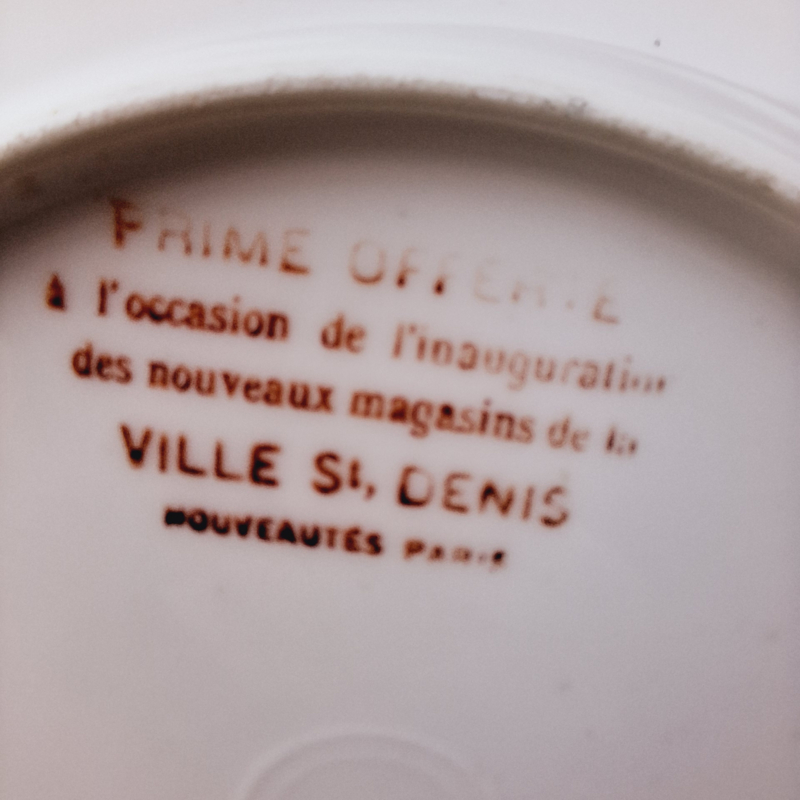 PRIME OFFERTE
à l'occasion de l'inauguration
des nouveaux magasins de la
VILLE St, DENIS
NOUVEAUTÉS PARIS